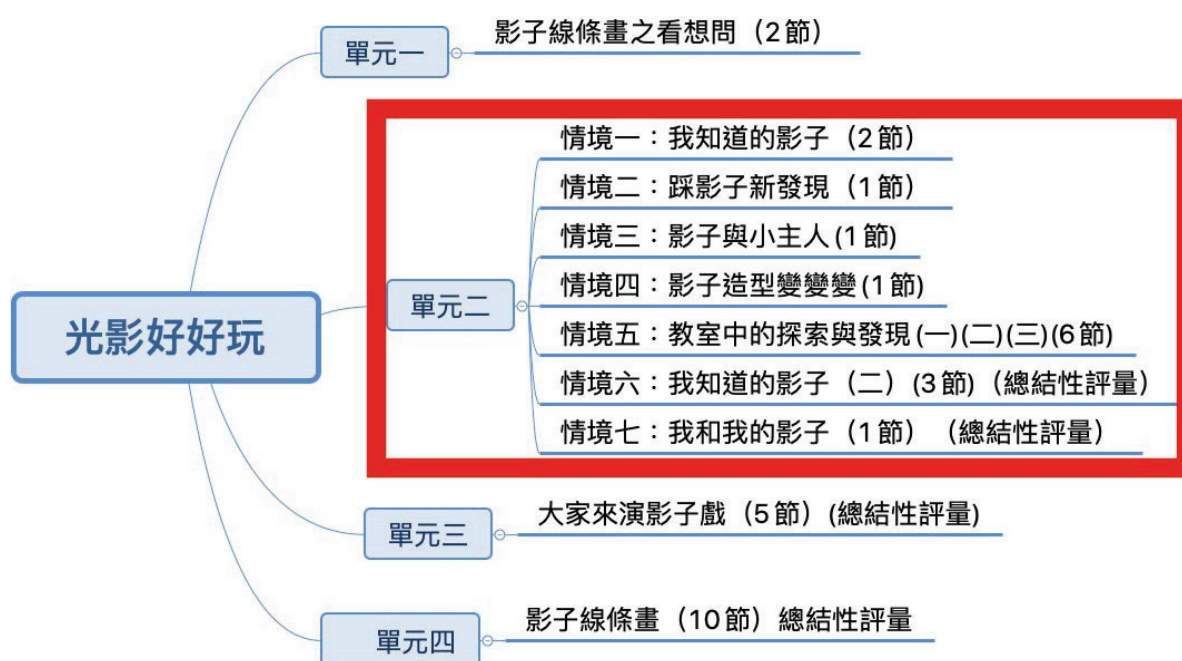 光影好好玩
單元一
影子線條畫之看想問（2節）
單元二
情境一：我知道的影子（2節）
情境二：踩影子新發現（1節）
情境三：影子與小主人(1節)
情境四：影子造型變變變(1節)
情境五：教室中的探索與發現(一)(二)(三)(6節)
情境六：我知道的影子（二）(3節)（總結性評量）
情境七：我和我的影子（1節）（總結性評量）
單元三
大家來演影子戲（5節）(總結性評量)
單元四
影子線條畫（10節）總結性評量